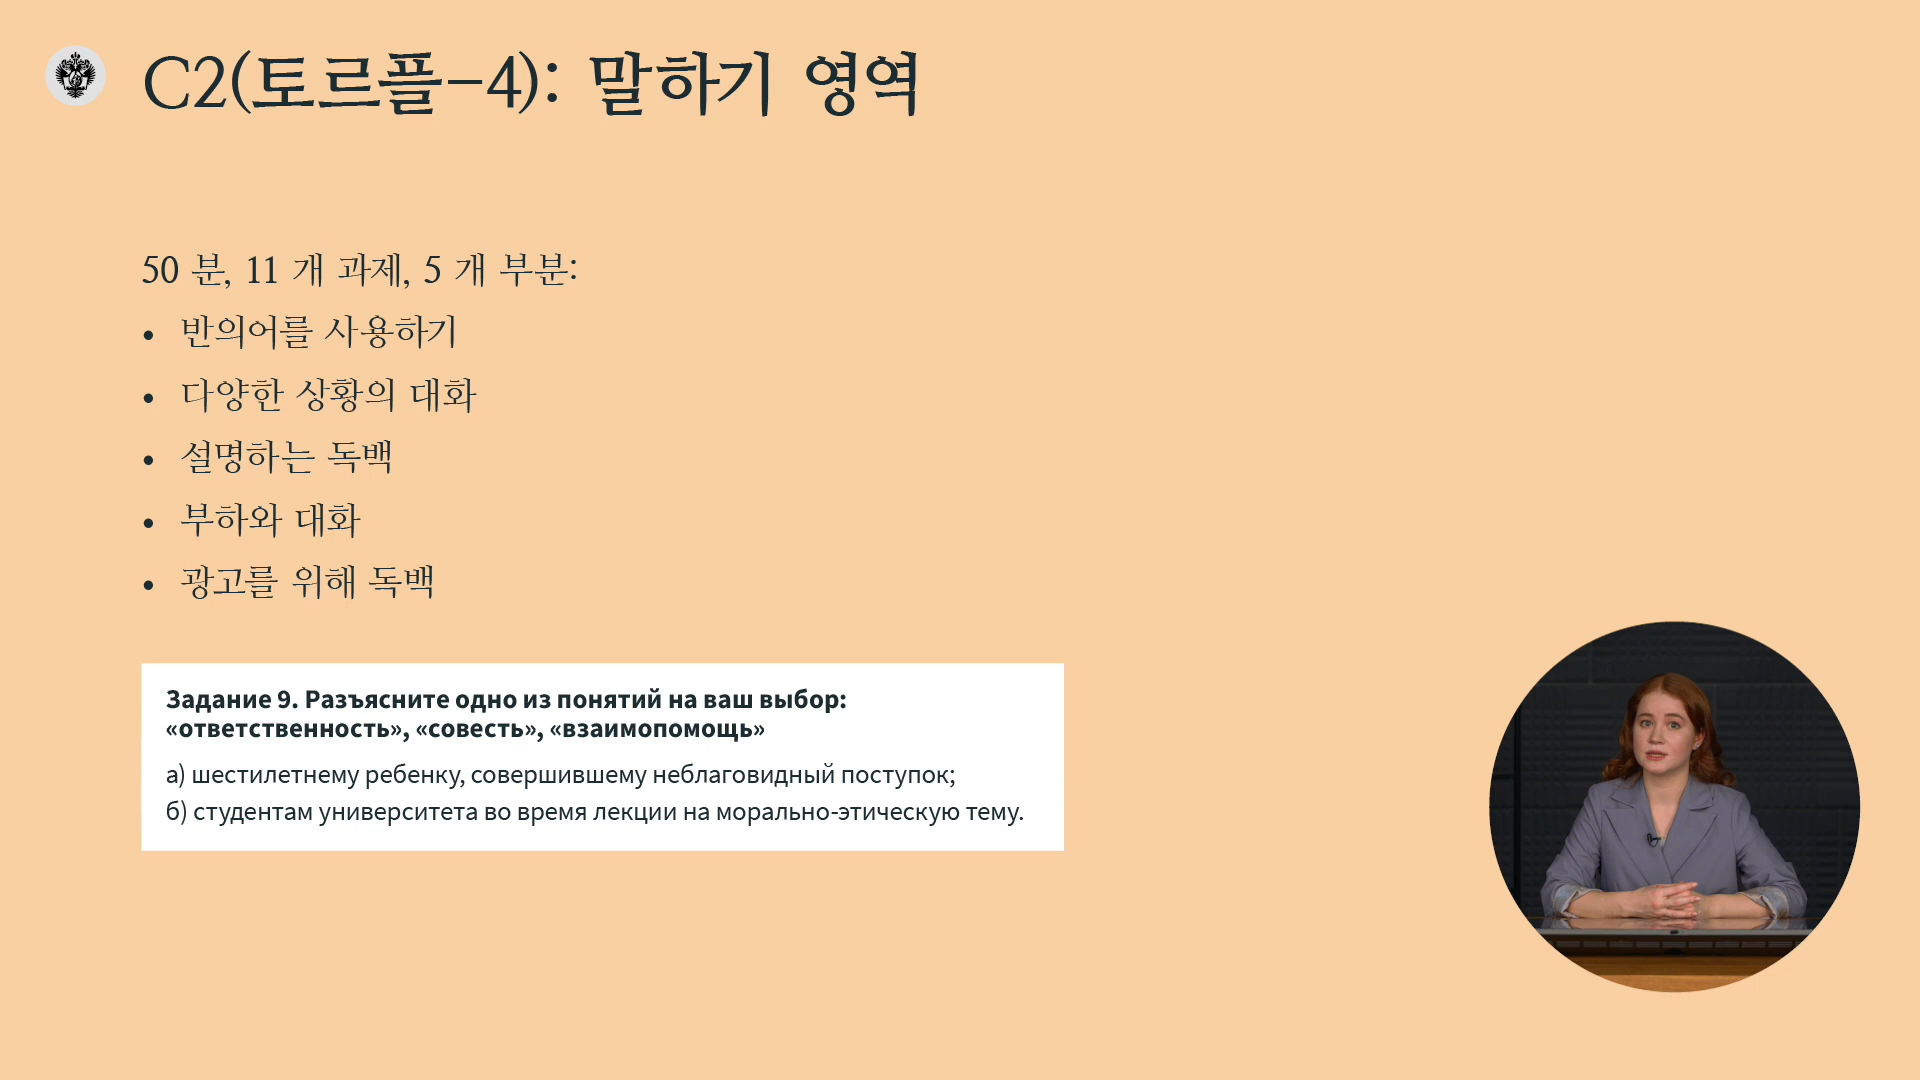 C2(토르플-4): 말하기 영역
50 분, 11 개 과제, 5 개 부분:
• 반의어를 사용하기
• 다양한 상황의 대화
• 설명하는 독백
• 부하와 대화
• 광고를 위해 독백
Задание 9. Разъясните одно из понятий на ваш выбор:
«ответственность», «совесть», «взаимопомощь»
а) шестилетнему ребенку, совершившему неблаговидный поступок;
б) студентам университета во время лекции на морально-этическую тему.